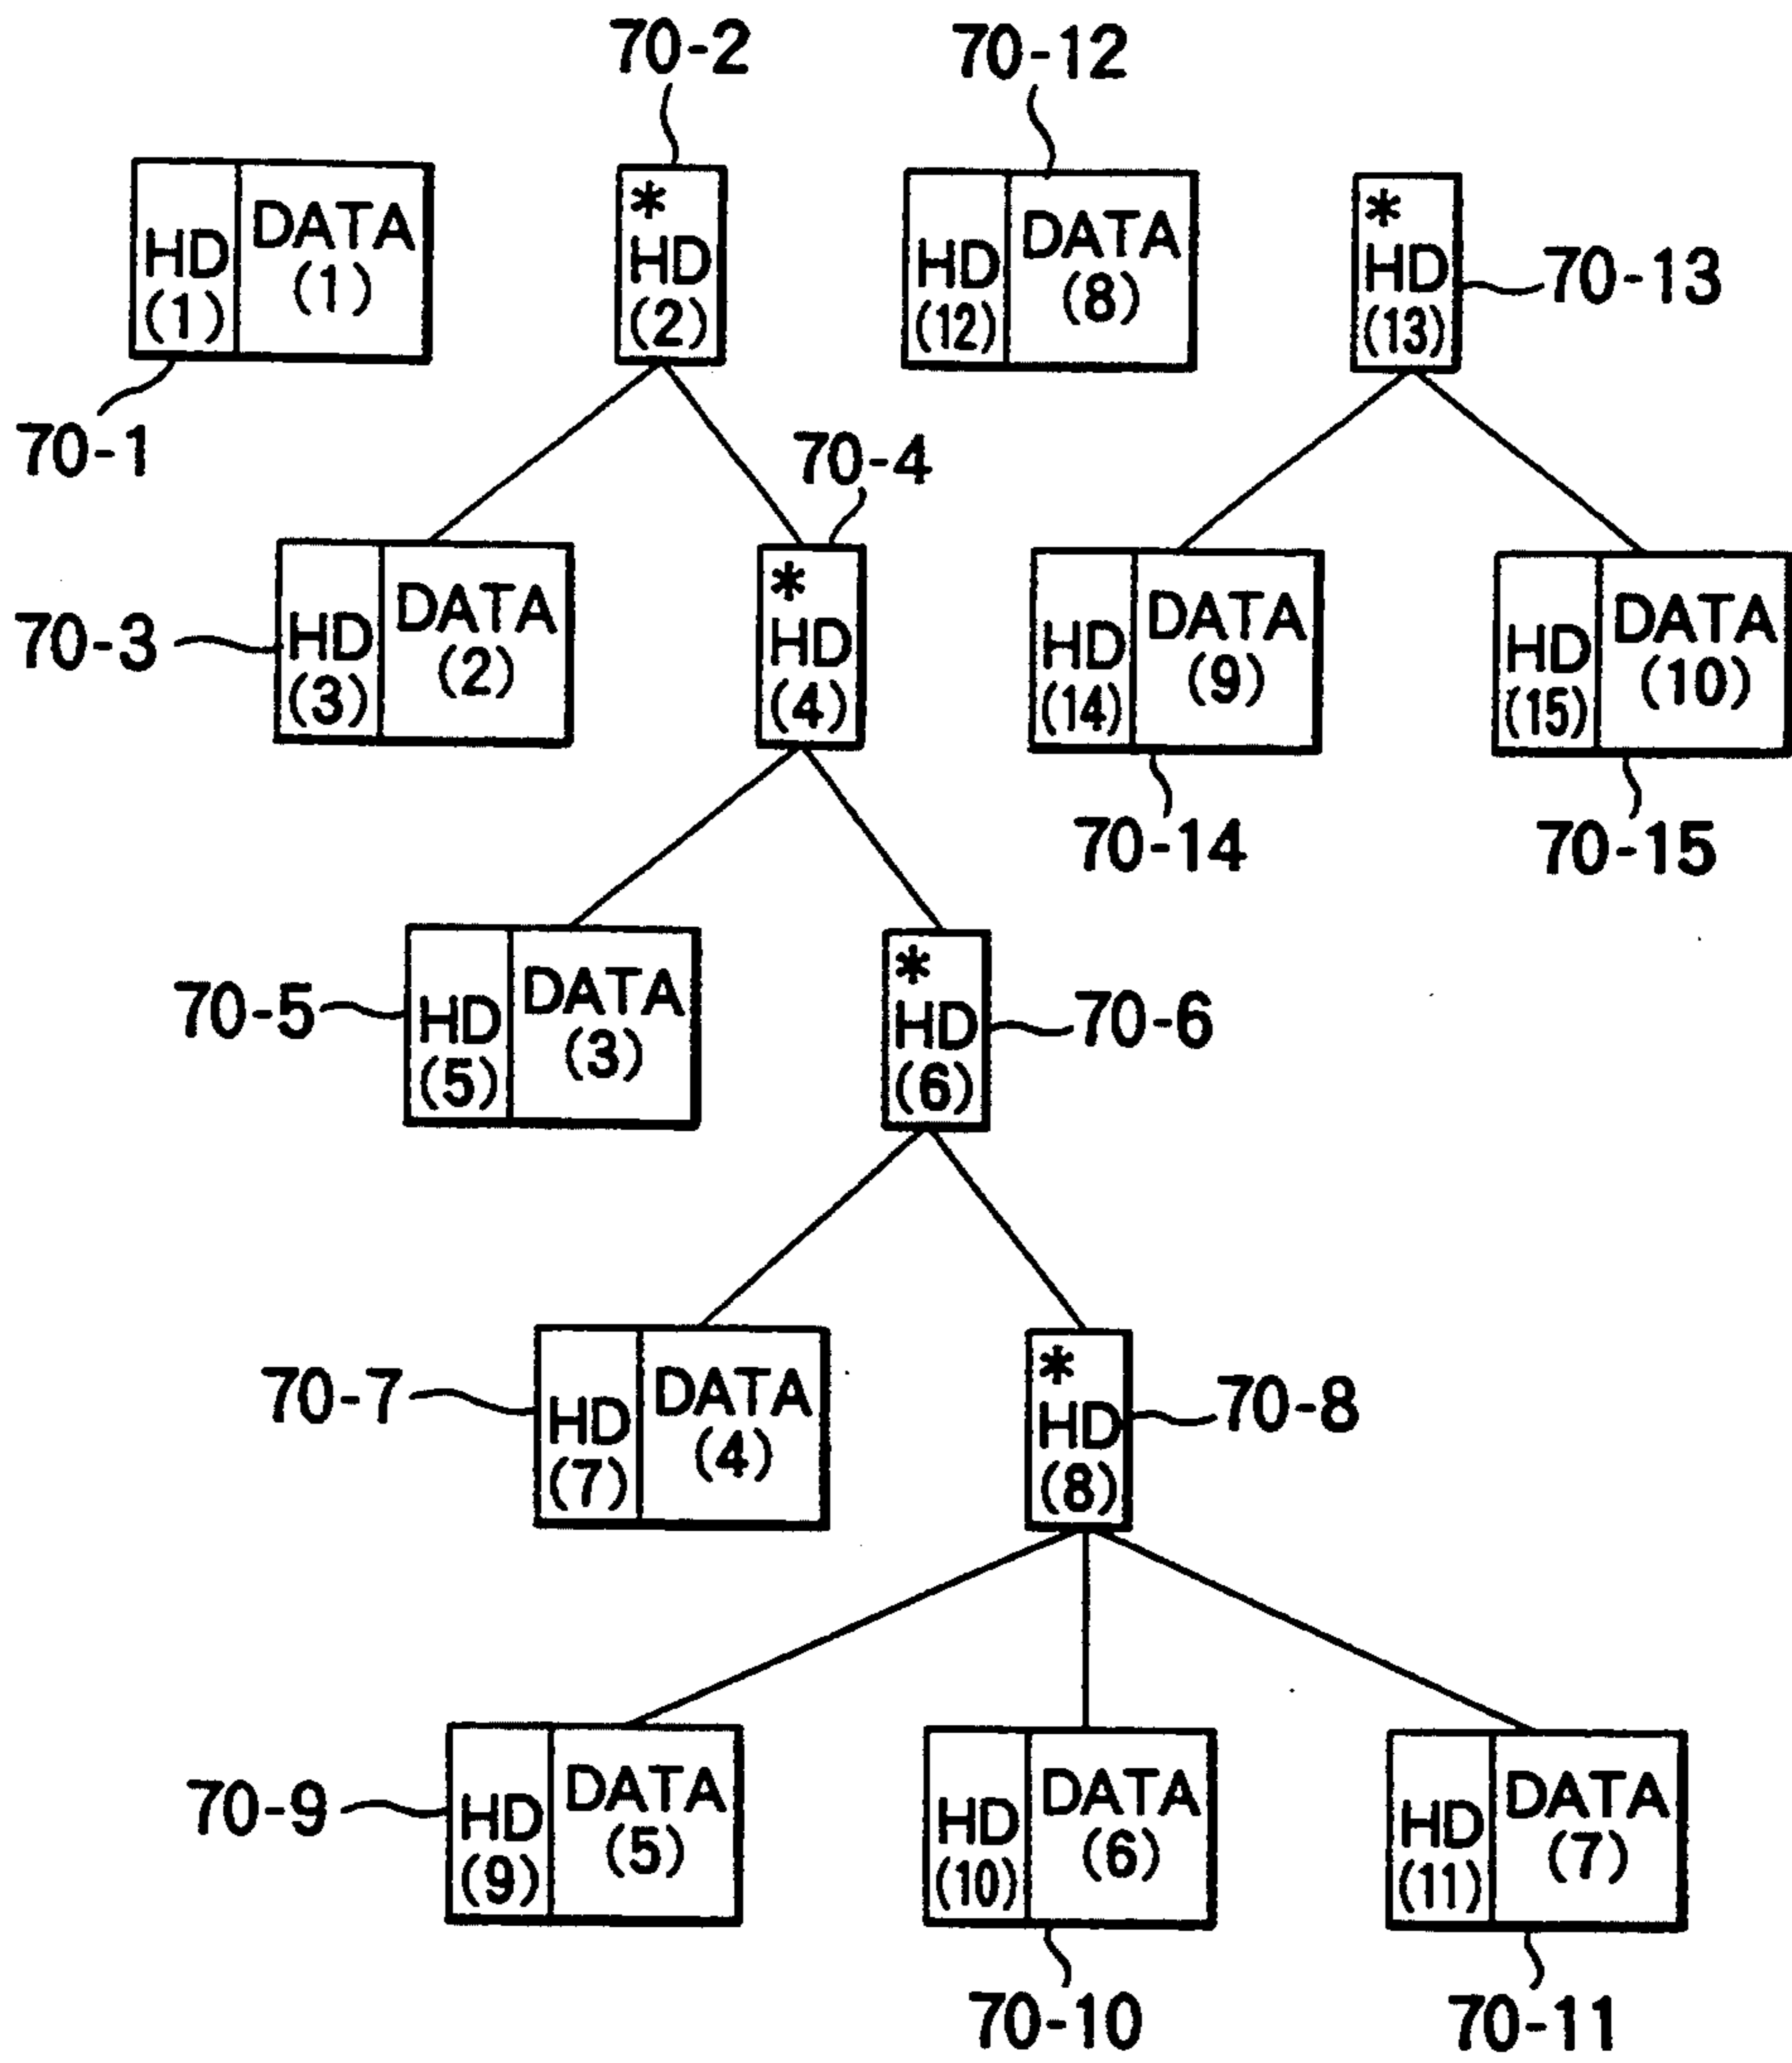 70-2
70-12
HD
(1)
DATA
(1)
*
HD
(2)
HD
(12)
DATA
(8)
*
HD
(13)
70-13
70-1
70-4
70-3
HD
(3)
DATA
(2)
*
HD
(4)
HD
(14)
DATA
(9)
HD
(15)
DATA
(10)
70-14
70-15
70-5
HD
(5)
DATA
(3)
*
HD
(6)
70-6
70-7
HD
(7)
DATA
(4)
*
HD
(8)
70-8
70-9
HD
(9)
DATA
(5)
HD
(10)
DATA
(6)
HD
(11)
DATA
(7)
70-10
70-11